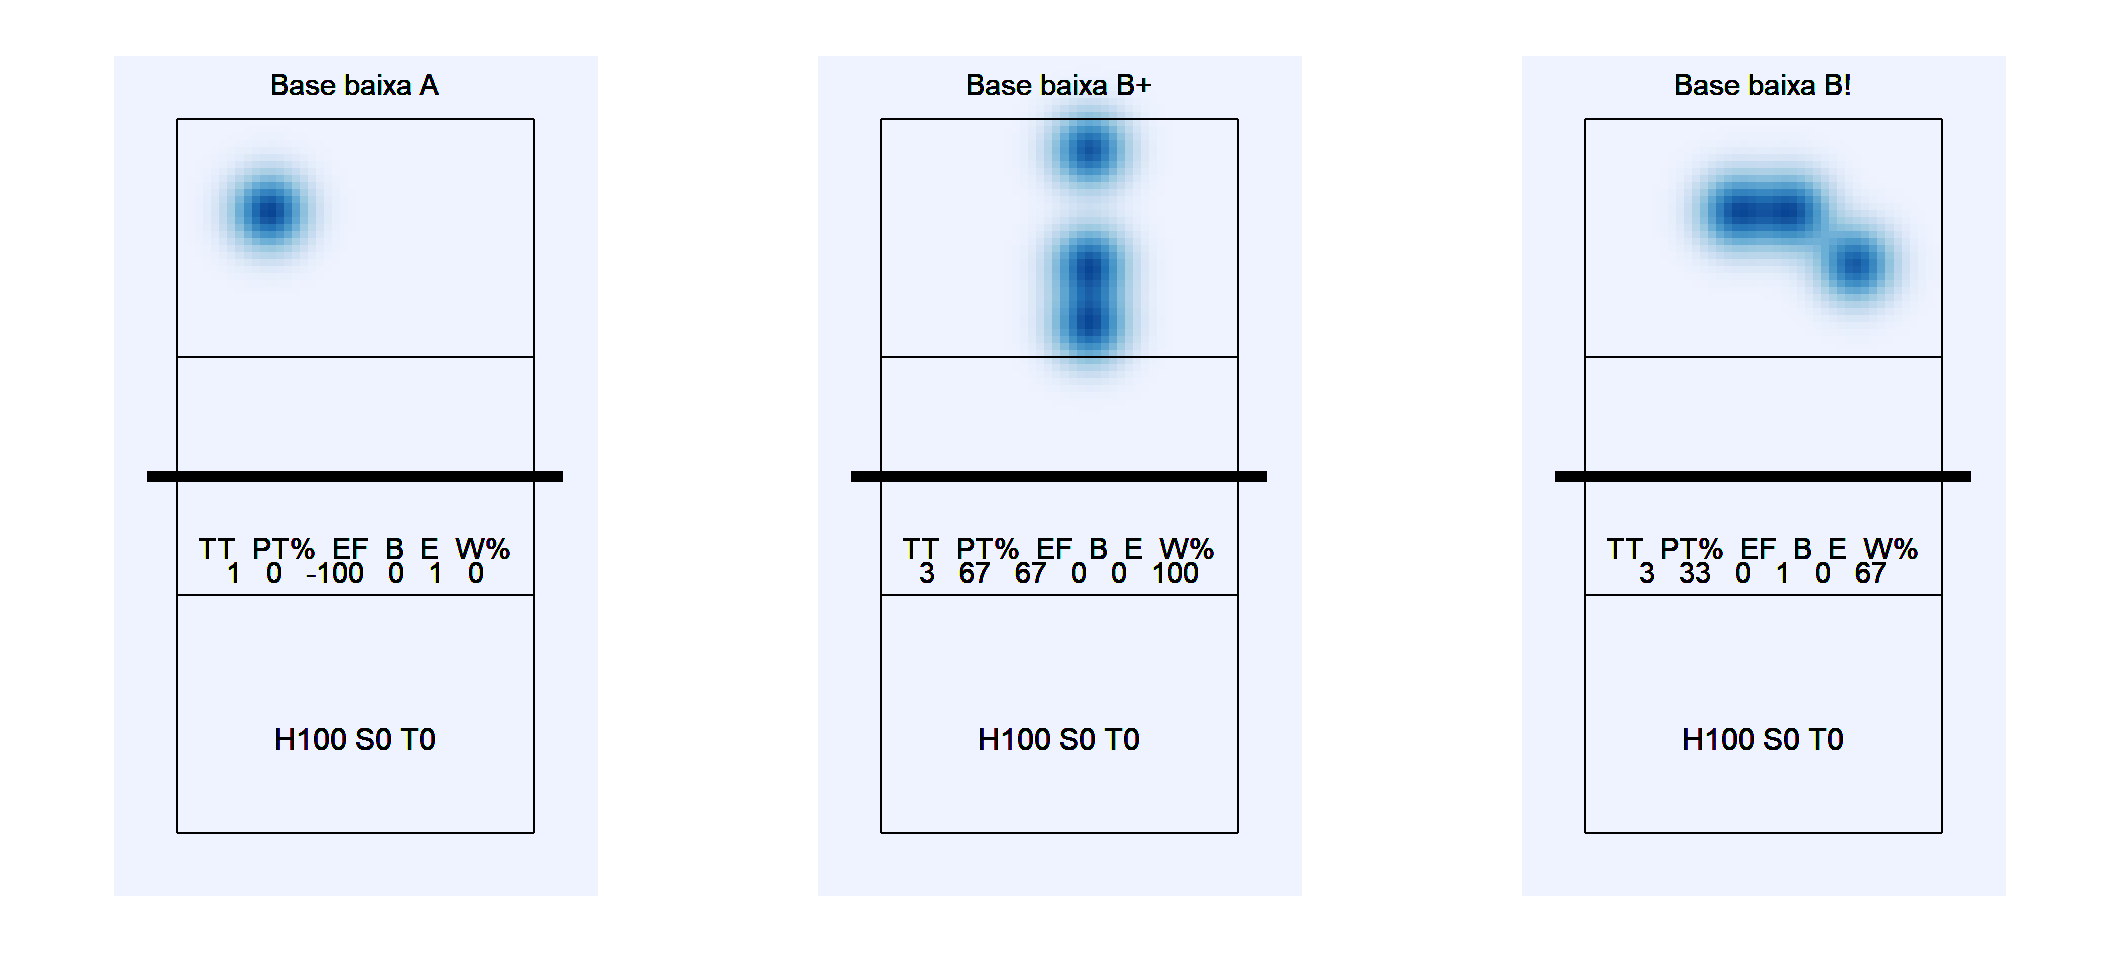 Base baixa A
TT PT% EF B E W%
1 0 -100 0 1 0
H100 S0 T0
Base baixa B+
TT PT% EF B E W%
3 67 67 0 0 100
H100 S0 T0
Base baixa B!
TT PT% EF B E W%
3 33 0 1 0 67
H100 S0 T0